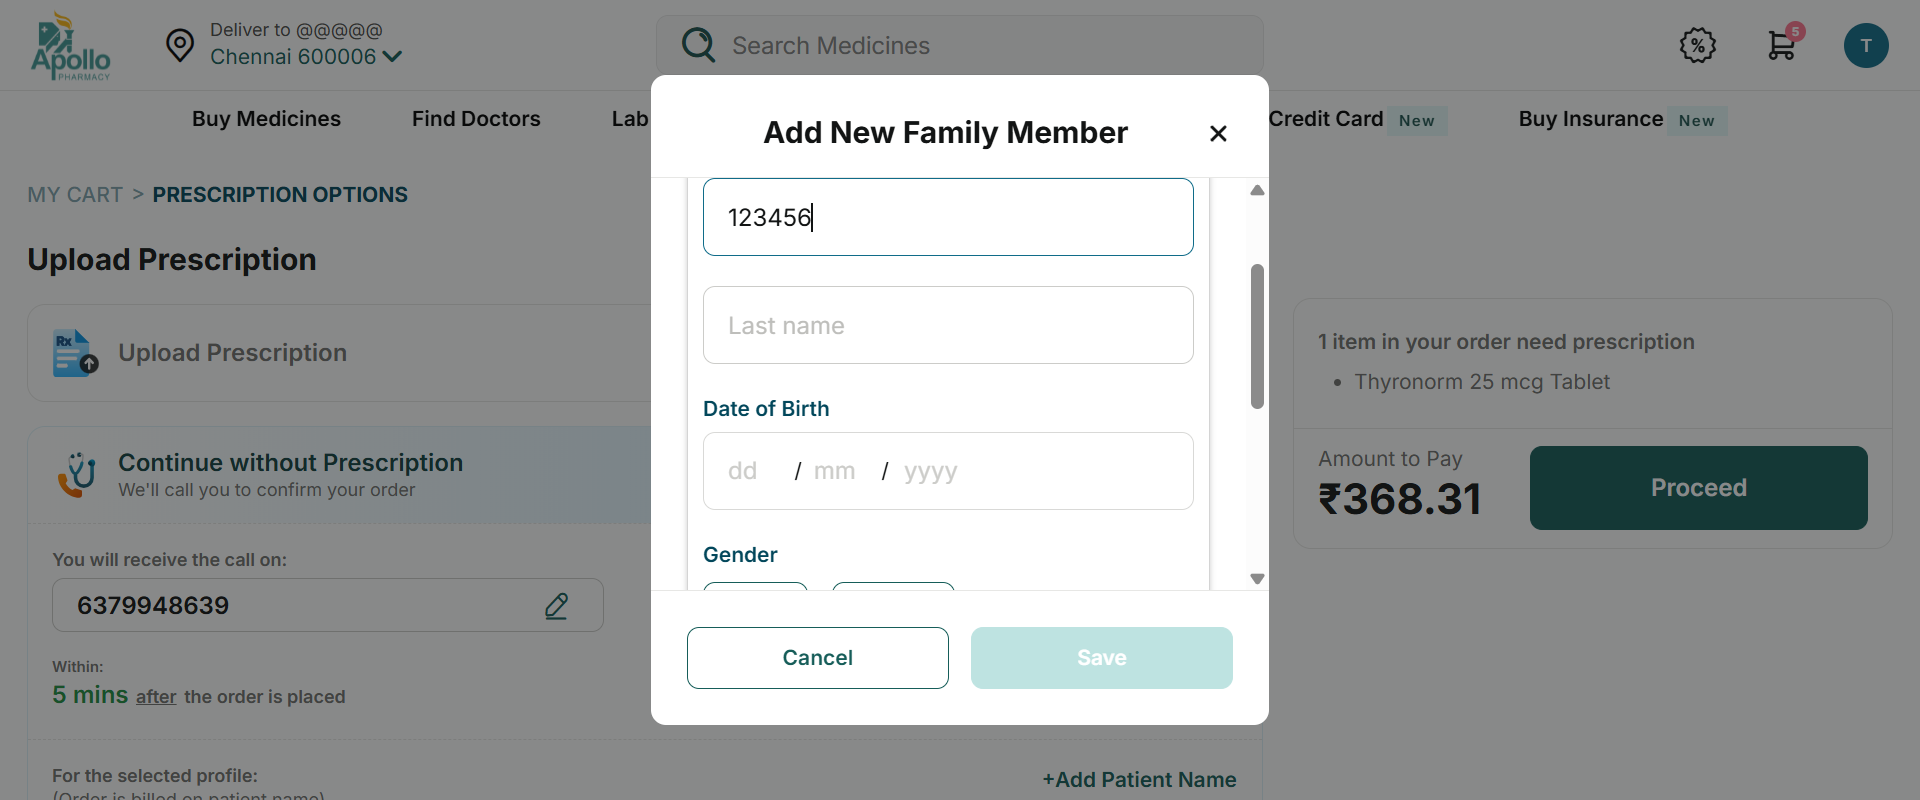 Apollo
PHARMACY
Deliver to @@@@@
Chennai 600006
Search Medicines
%
5
T
Buy Medicines
Find Doctors
Lab
Credit Card New
Buy Insurance New
MY CART > PRESCRIPTION OPTIONS
Upload Prescription
Rx
Upload Prescription
Continue without Prescription
We'll call you to confirm your order
You will receive the call on:
6379948639
Within:
5 mins after the order is placed
For the selected profile:
(Order is billed on patient name)
+Add Patient Name
Add New Family Member
123456
Last name
Date of Birth
dd / mm / yyyy
Gender
Cancel
Save
1 item in your order need prescription
• Thyronorm 25 mcg Tablet
Amount to Pay
₹368.31
Proceed